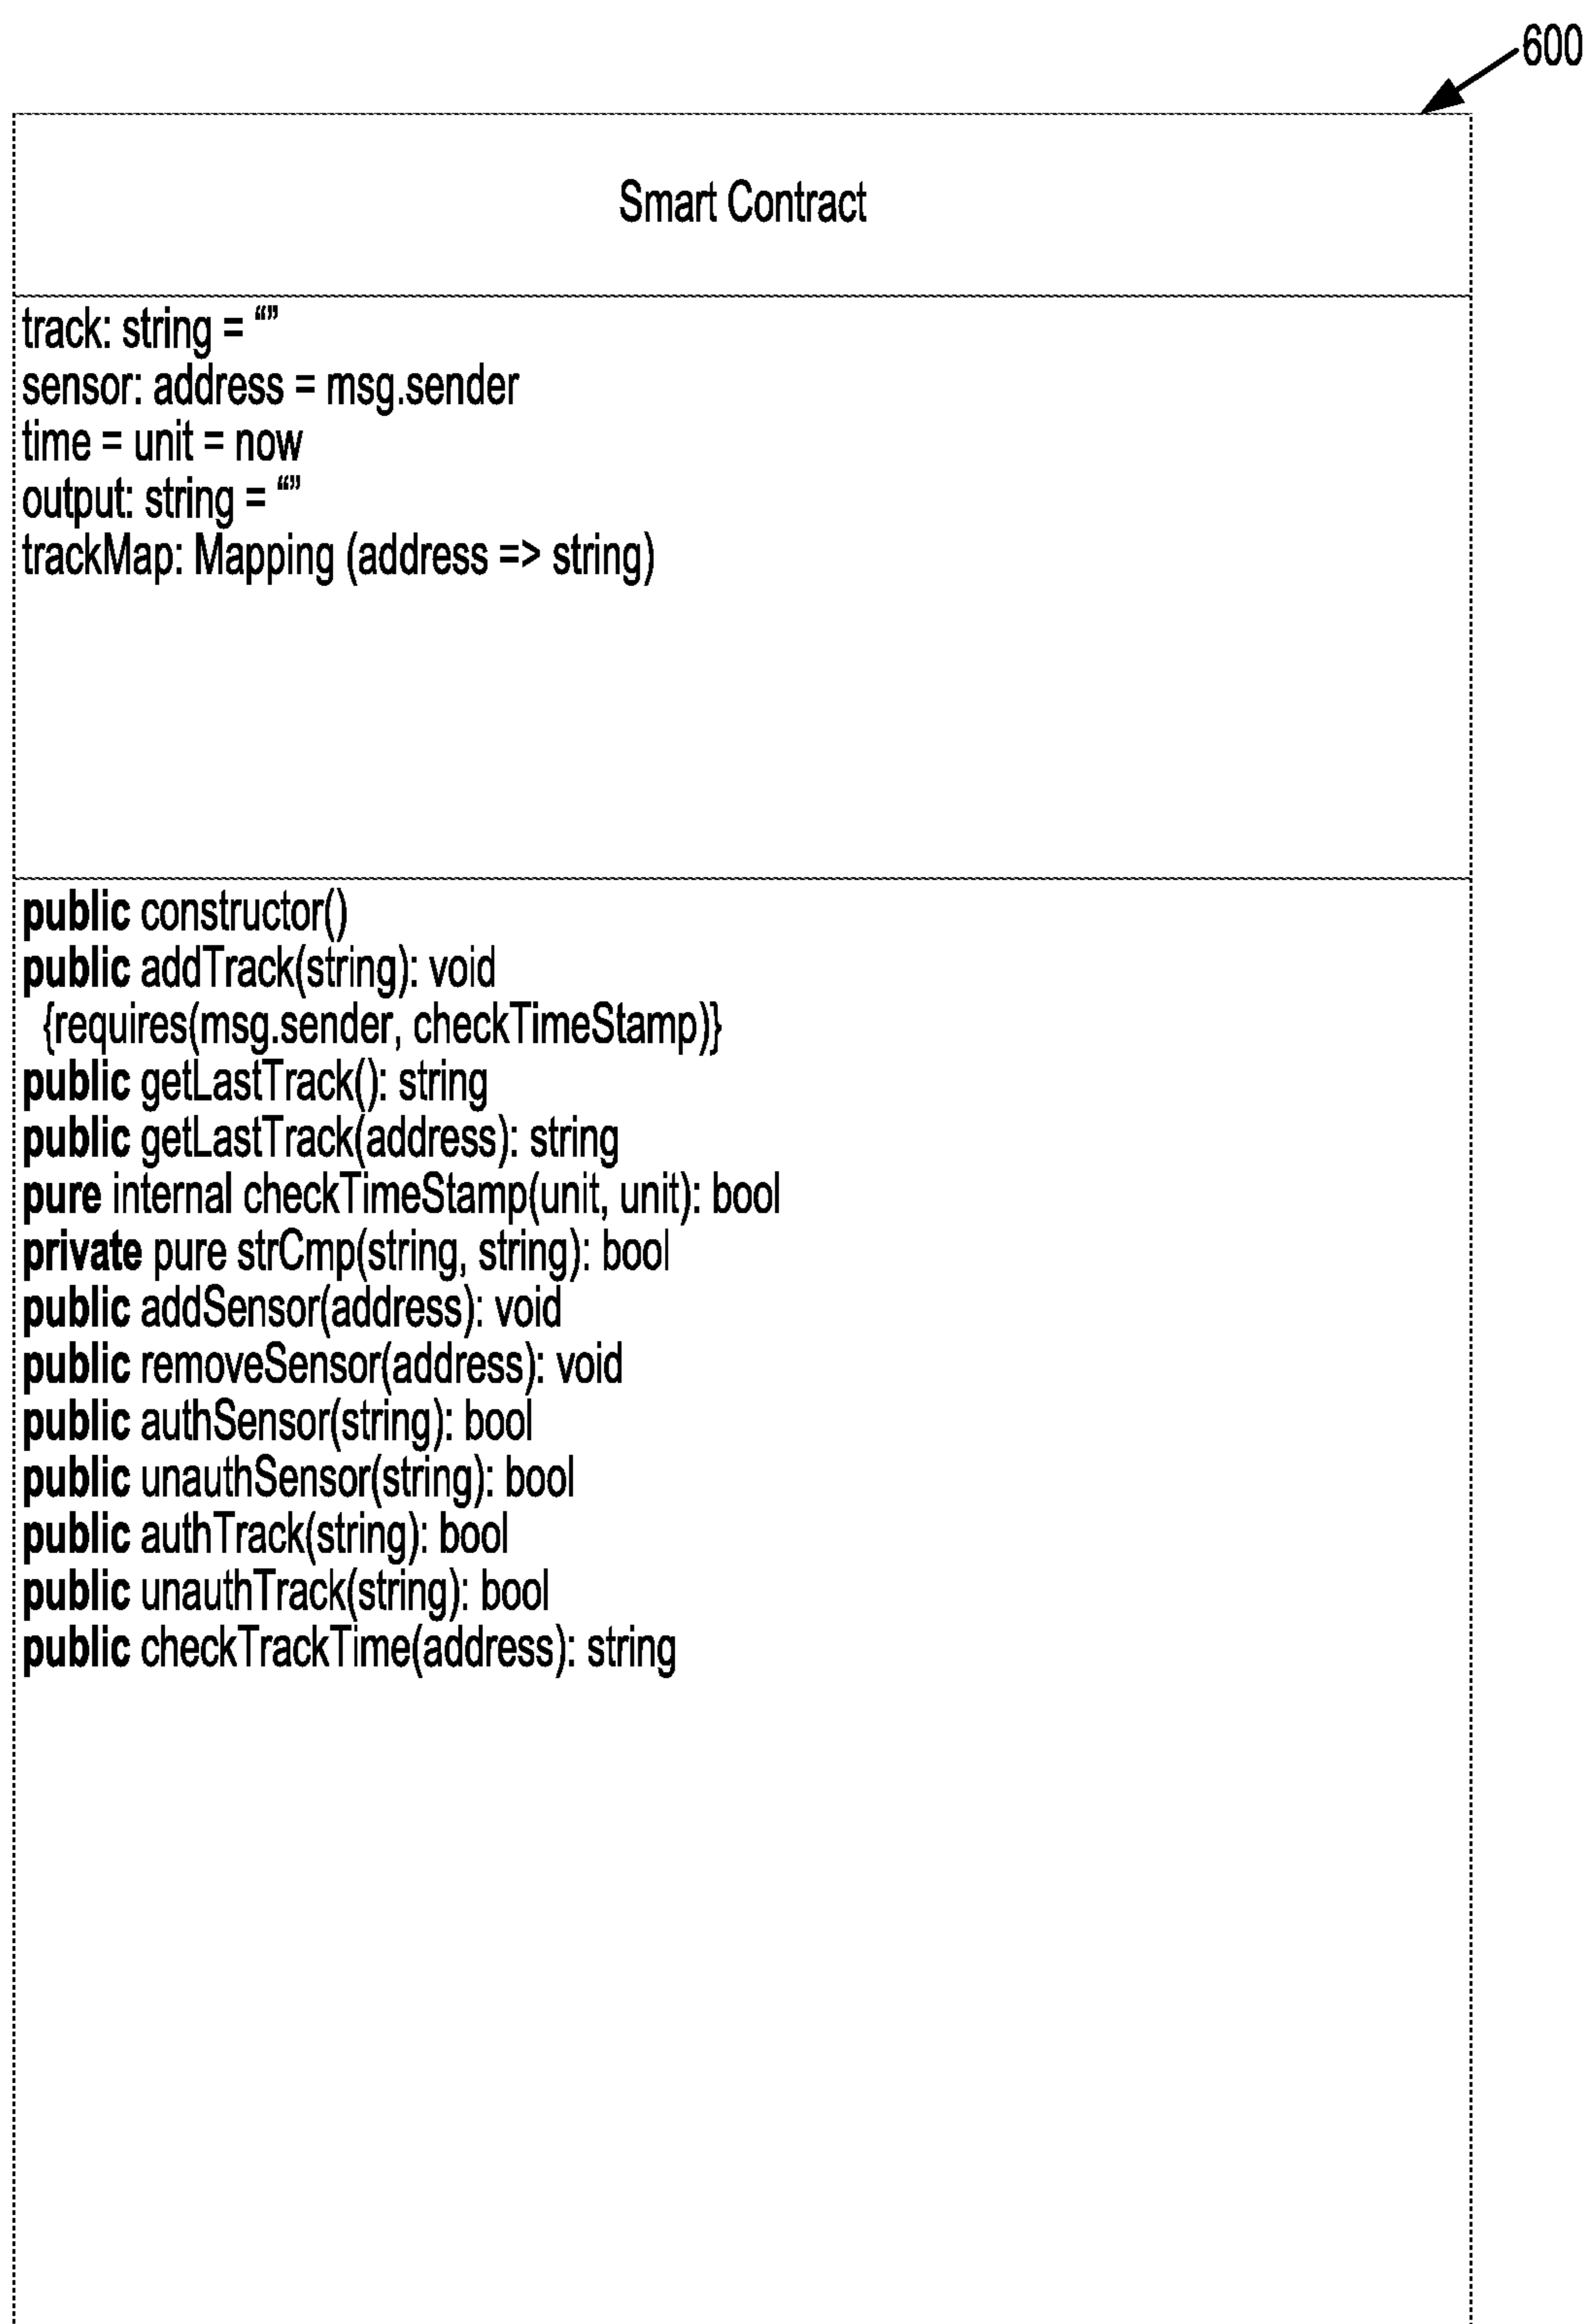 600
Smart Contract
track: string = “”
sensor: address = msg.sender
time = unit = now
output: string = “”
trackMap: Mapping (address => string)
public constructor()
public addTrack(string): void
{requires(msg.sender, checkTimeStamp)}
public getLastTrack(): string
public getLastTrack(address): string
pure internal checkTimeStamp(unit, unit): bool
private pure strCmp(string, string): bool
public addSensor(address): void
public removeSensor(address): void
public authSensor(string): bool
public unauthSensor(string): bool
public authTrack(string): bool
public unauthTrack(string): bool
public checkTrackTime(address): string